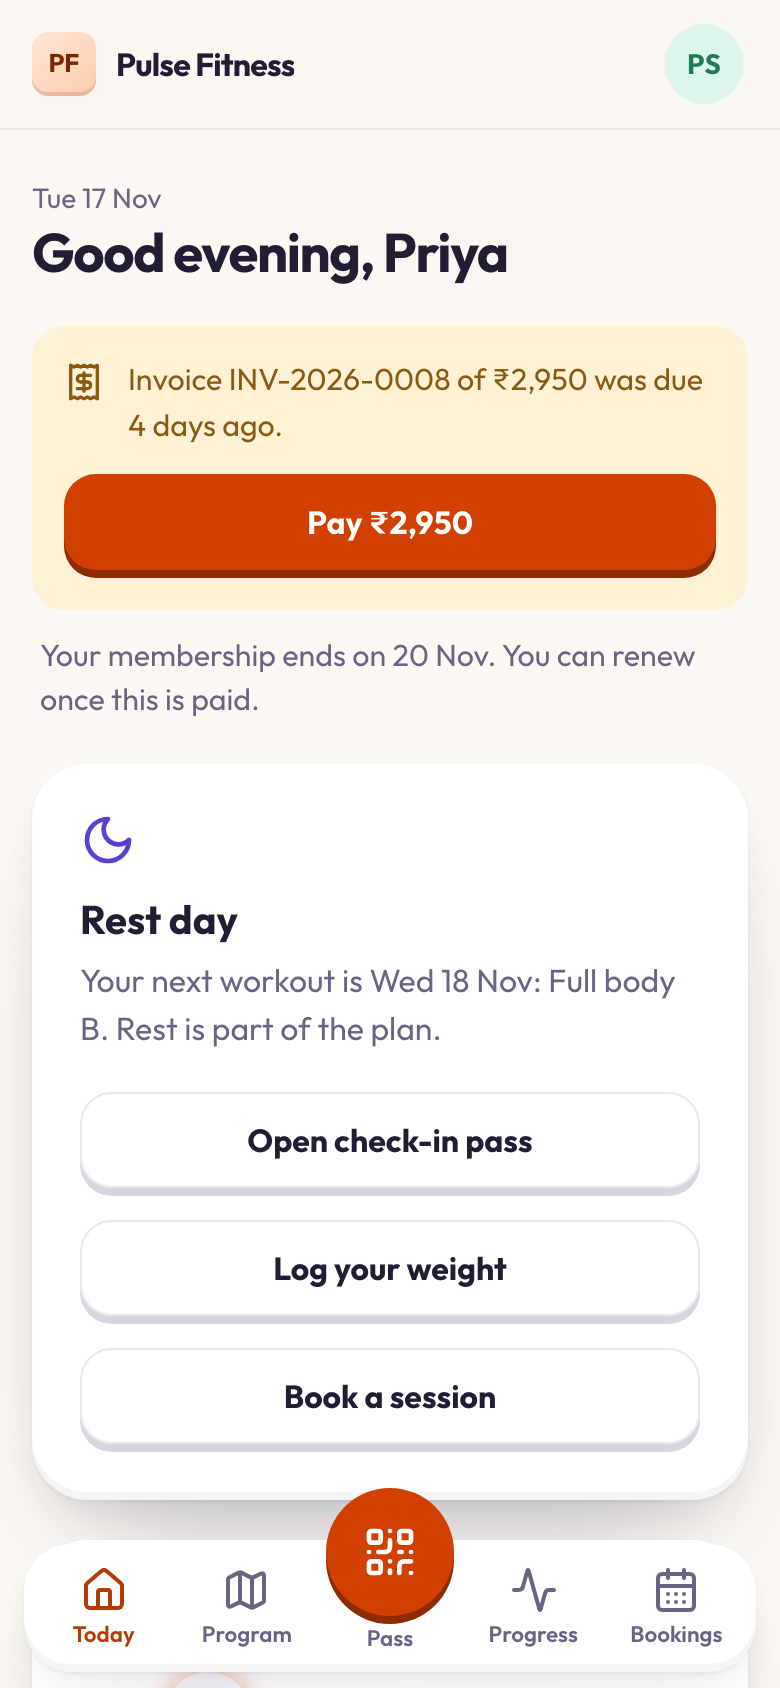 PF
Pulse Fitness
PS
Tue 17 Nov
Good evening, Priya
Invoice INV-2026-0008 of ₹2,950 was due
4 days ago.
Pay ₹2,950
Your membership ends on 20 Nov. You can renew
once this is paid.
Rest day
Your next workout is Wed 18 Nov: Full body
B. Rest is part of the plan.
Open check-in pass
Log your weight
Book a session
Today
Program
Pass
Progress
Bookings